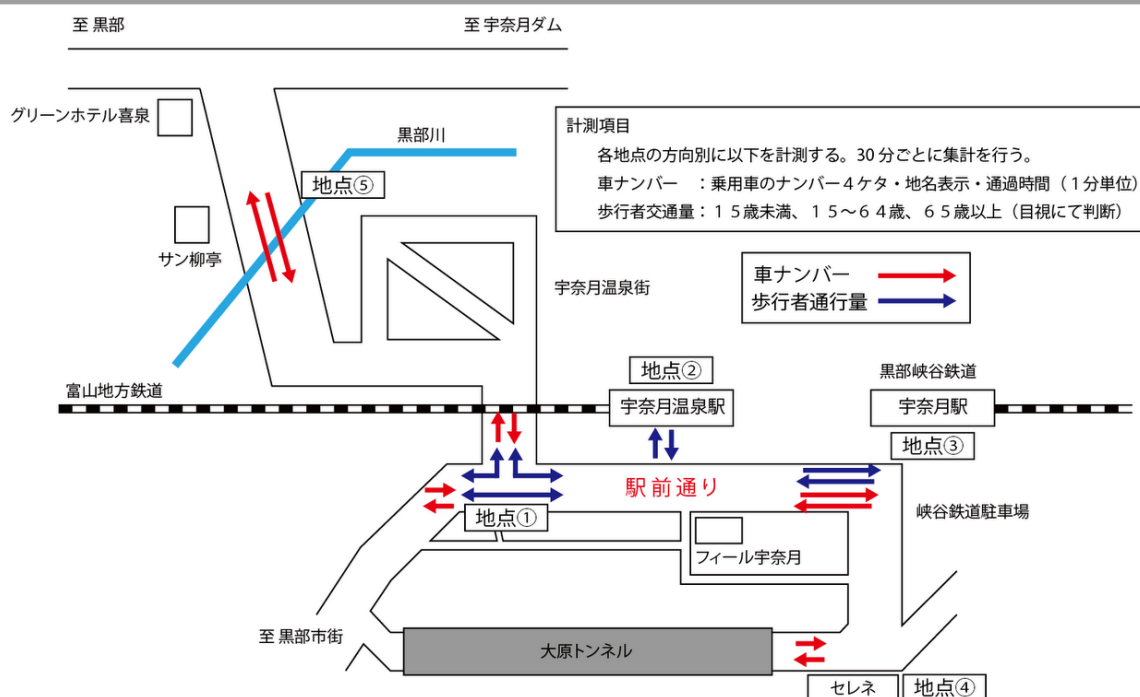 至 黒部
至 宇奈月ダム
グリーンホテル喜泉
黒部川
計測項目
各地点の方向別に以下を計測する。30 分ごとに集計を行う。
車ナンバー　：乗用車のナンバー４ケタ・地名表示・通過時間（１分単位）
歩行者交通量：１５歳未満、１５～６４歳、６５歳以上（目視にて判断）
地点⑤
サン柳亭
宇奈月温泉街
車ナンバー
歩行者通行量
地点②
黒部峡谷鉄道
富山地方鉄道
宇奈月温泉駅
宇奈月駅
地点③
駅前通り
地点①
峡谷鉄道駐車場
フィール宇奈月
至 黒部市街
大原トンネル
セレネ
地点④